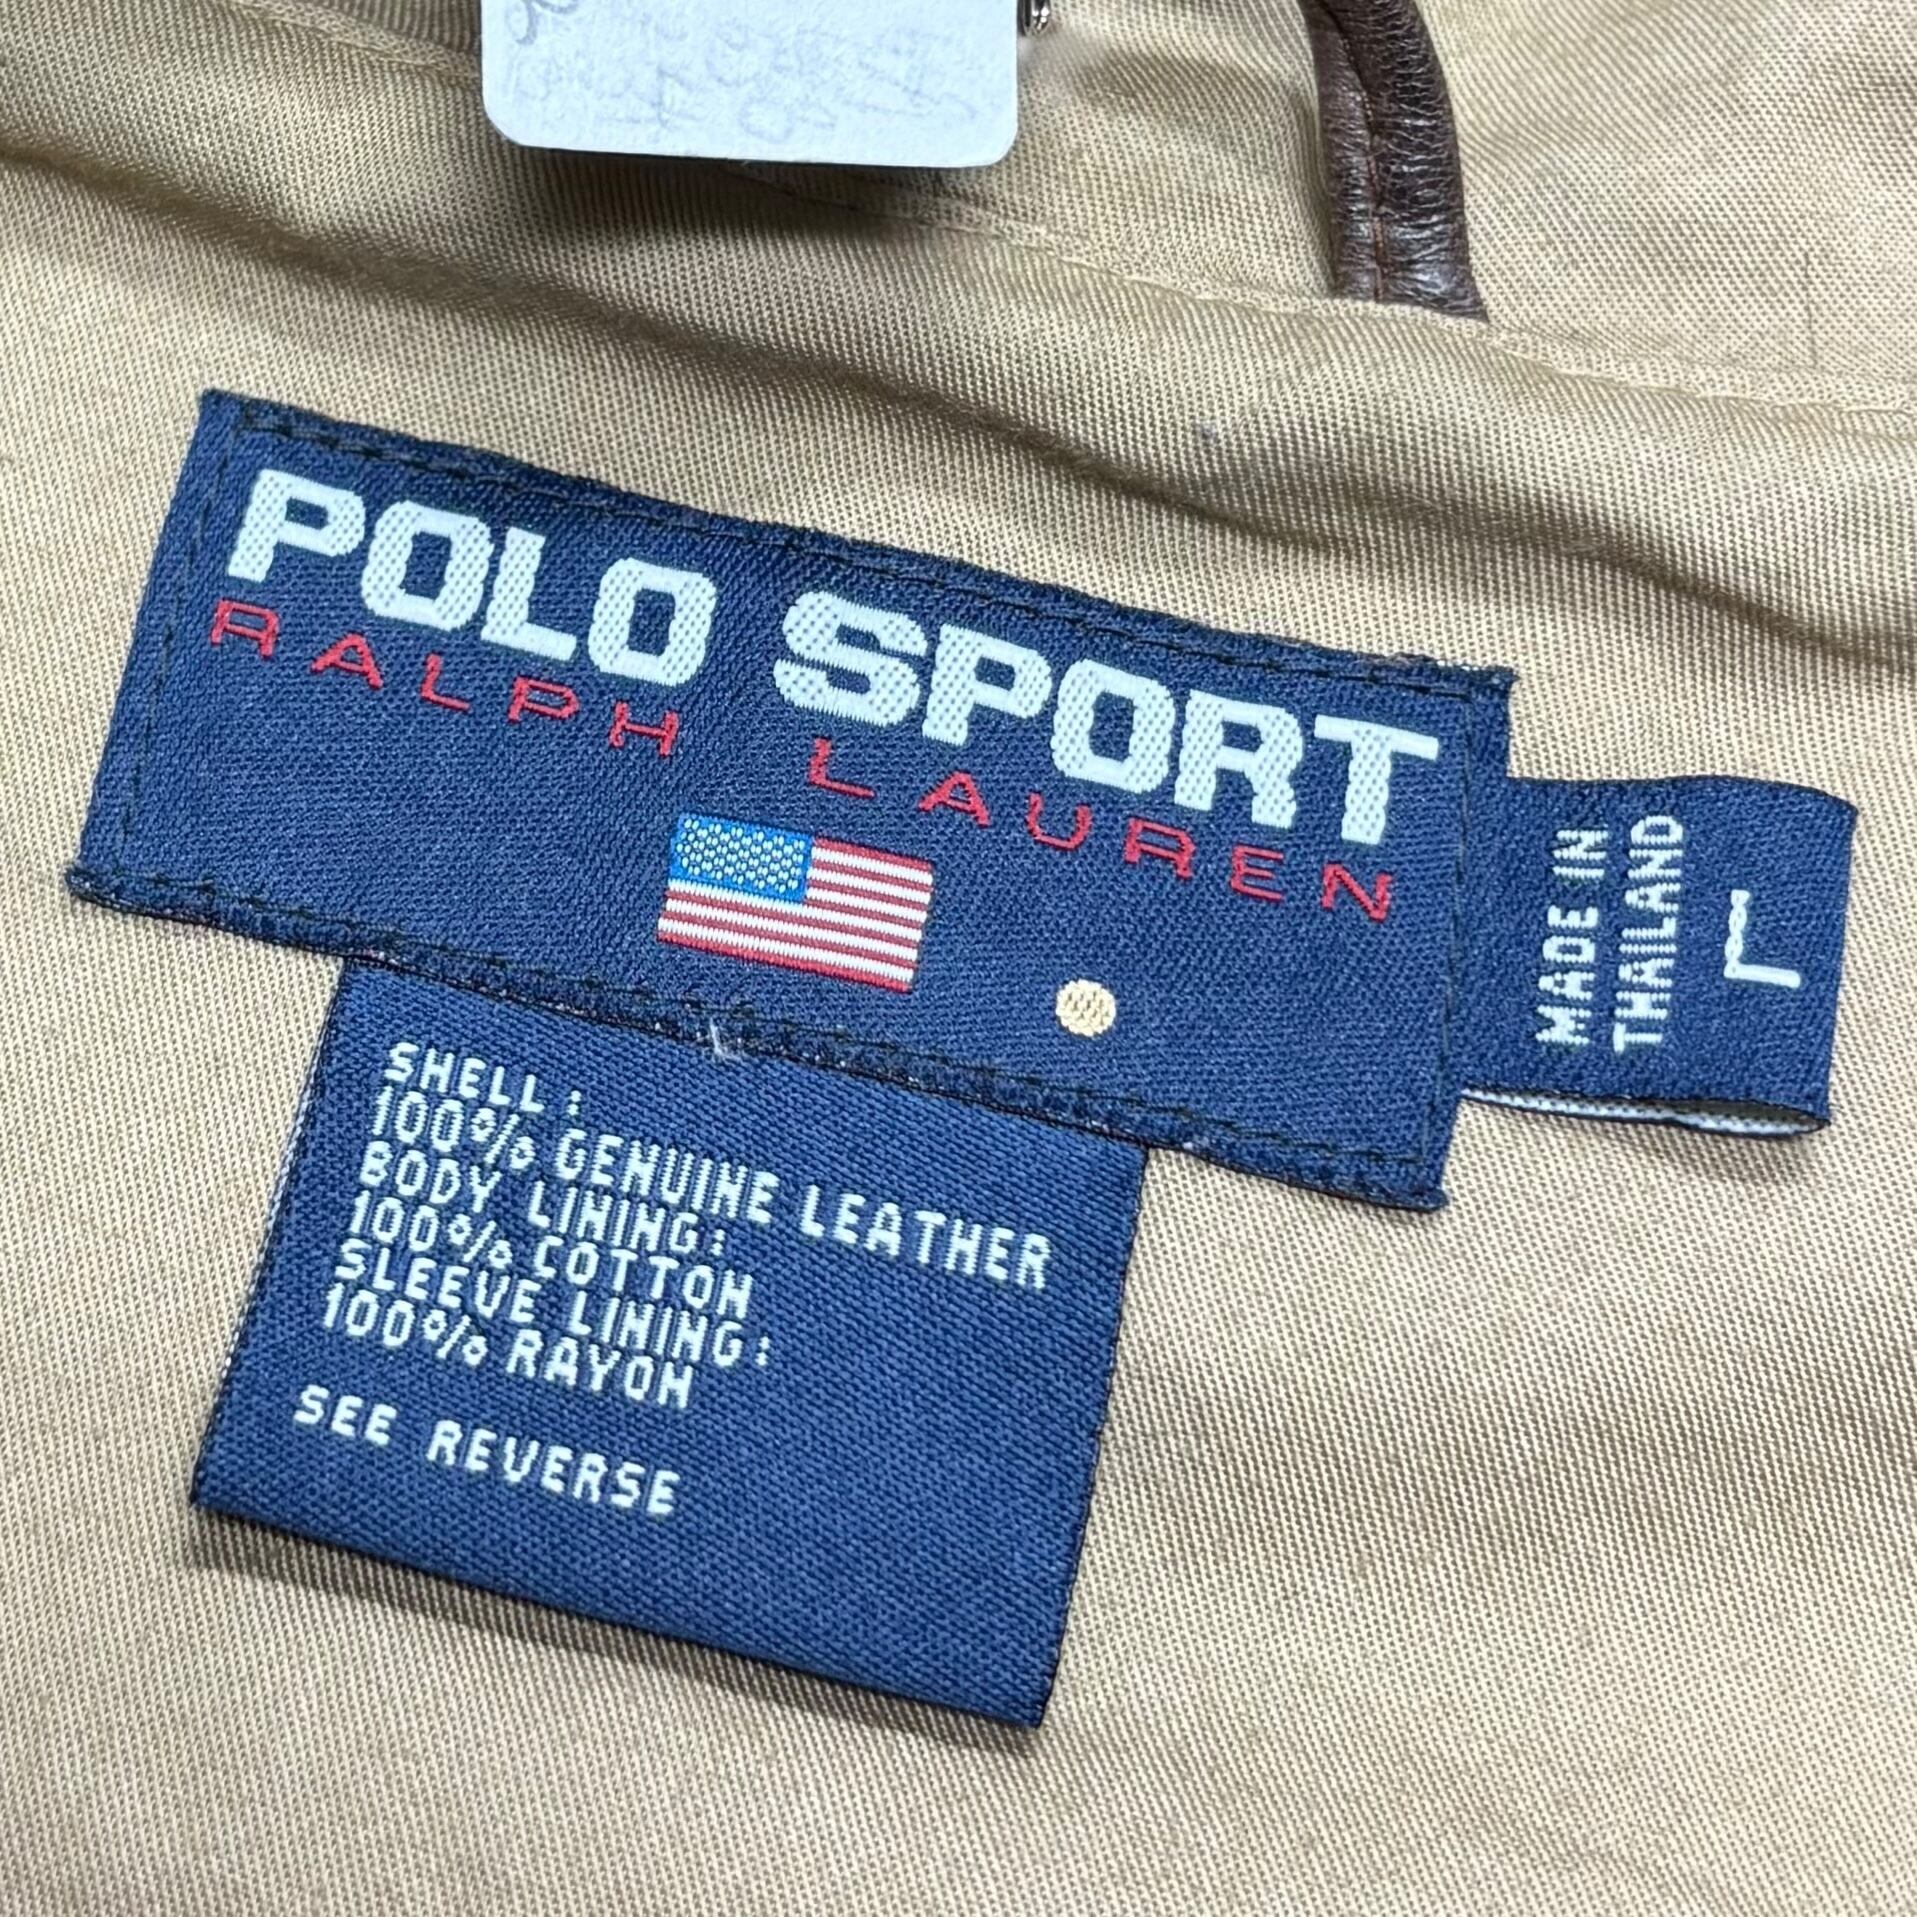 POLO SPORT
RALPH LAUREN
MADE IN
THAILAND
L
SHELL:
100% GENUINE LEATHER
BODY LINING:
100% COTTON
SLEEVE LINING:
100% RAYON
SEE REVERSE